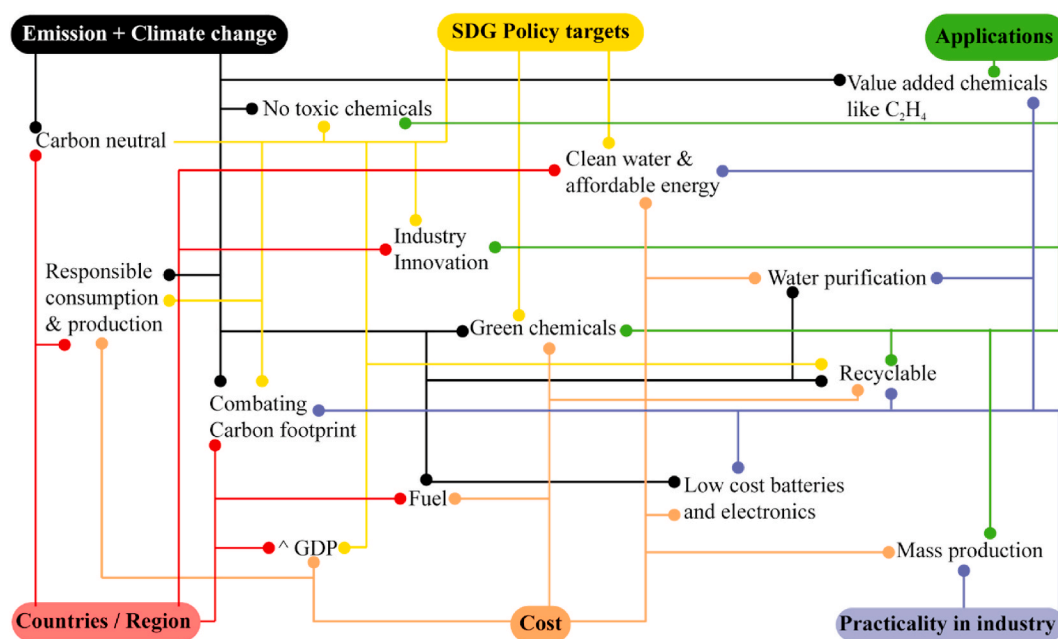 Emission + Climate change
SDG Policy targets
Applications
Value added chemicals
like C₂H₄
No toxic chemicals
Carbon neutral
Clean water &
affordable energy
Industry
Innovation
Responsible
consumption
& production
Water purification
Green chemicals
Recyclable
Combating
Carbon footprint
Fuel
Low cost batteries
and electronics
^ GDP
Mass production
Countries / Region
Cost
Practicality in industry